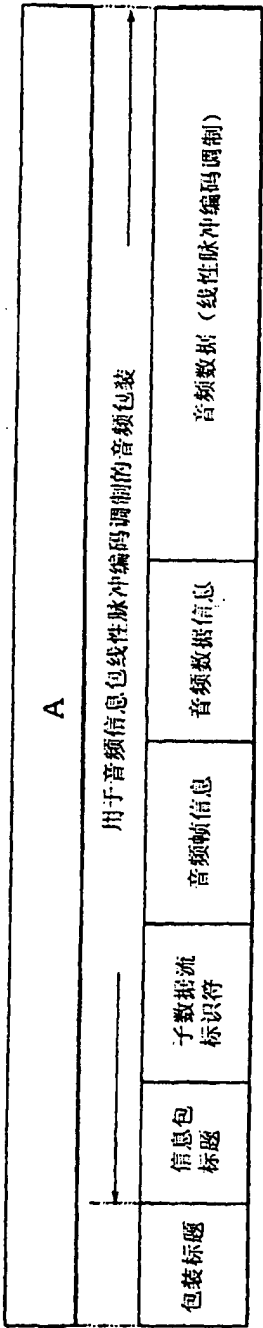 A
用于音频信息包线性脉冲编码调制的音频包装
包装标题
信息包
标题
子数据流
标识符
音频帧信息
音频数据信息
音频数据（线性脉冲编码调制）